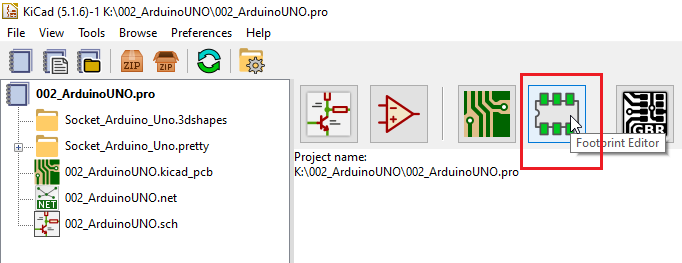 KiCad (5.1.6)-1 K:\002_ArduinoUNO\002_ArduinoUNO.pro
File View Tools Browse Preferences Help
ZIP ZIP
002_ArduinoUNO.pro
Socket_Arduino_Uno.3dshapes
Socket_Arduino_Uno.pretty
002_ArduinoUNO.kicad_pcb
NET 002_ArduinoUNO.net
002_ArduinoUNO.sch
GBR
Footprint Editor
Project name:
K:\002_ArduinoUNO\002_ArduinoUNO.pro